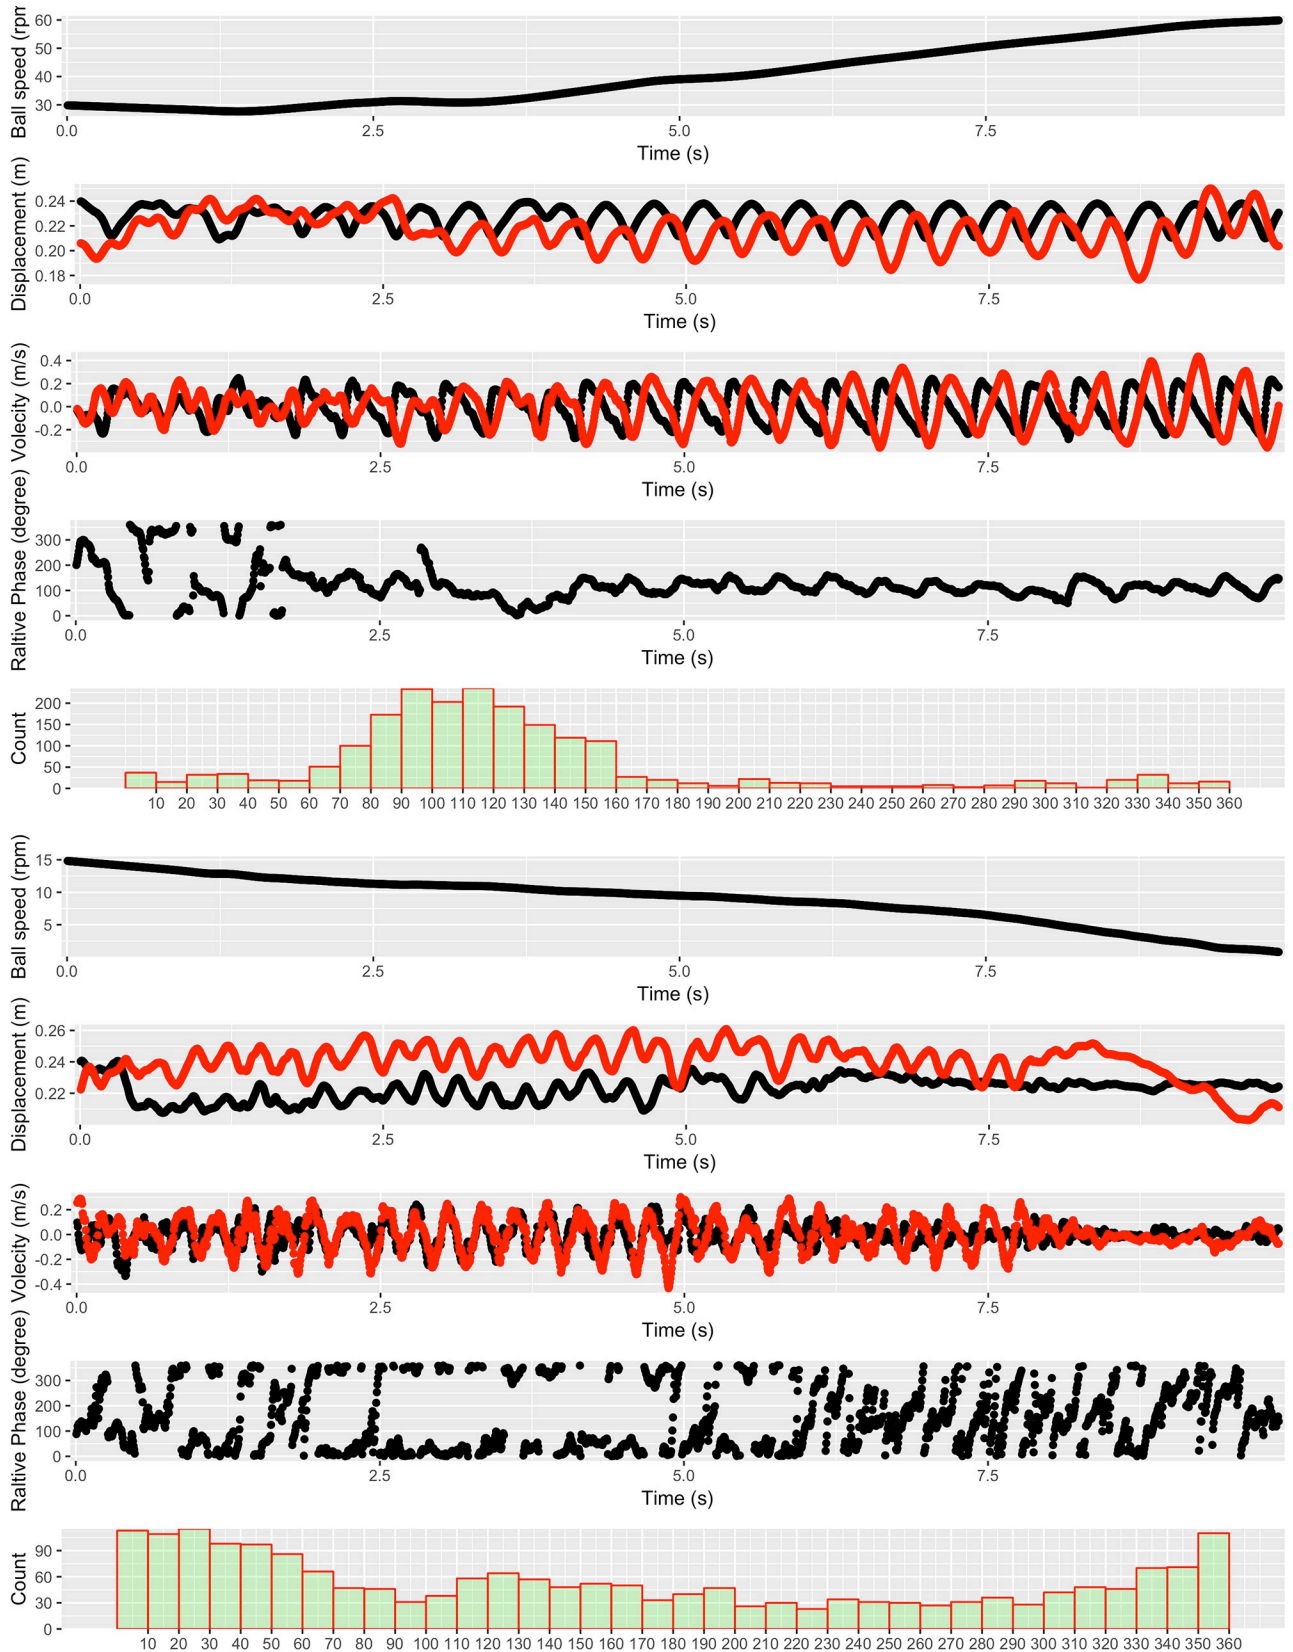 Ball speed (rpm
60
50
40
30
0.0 2.5 5.0 7.5
Time (s)
Displacement (m)
0.24
0.22
0.20
0.18
0.0 2.5 5.0 7.5
Time (s)
Volecity (m/s)
0.4
0.2
0.0
-0.2
0.0 2.5 5.0 7.5
Time (s)
Raltive Phase (degree)
300
200
100
0
0.0 2.5 5.0 7.5
Time (s)
Count
200
150
100
50
0
10 20 30 40 50 60 70 80 90 100 110 120 130 140 150 160 170 180 190 200 210 220 230 240 250 260 270 280 290 300 310 320 330 340 350 360
Ball speed (rpm)
15
10
5
0.0 2.5 5.0 7.5
Time (s)
Displacement (m)
0.26
0.24
0.22
0.0 2.5 5.0 7.5
Time (s)
Volecity (m/s)
0.2
0.0
-0.2
-0.4
0.0 2.5 5.0 7.5
Time (s)
Raltive Phase (degree)
300
200
100
0
0.0 2.5 5.0 7.5
Time (s)
Count
90
60
30
0
10 20 30 40 50 60 70 80 90 100 110 120 130 140 150 160 170 180 190 200 210 220 230 240 250 260 270 280 290 300 310 320 330 340 350 360